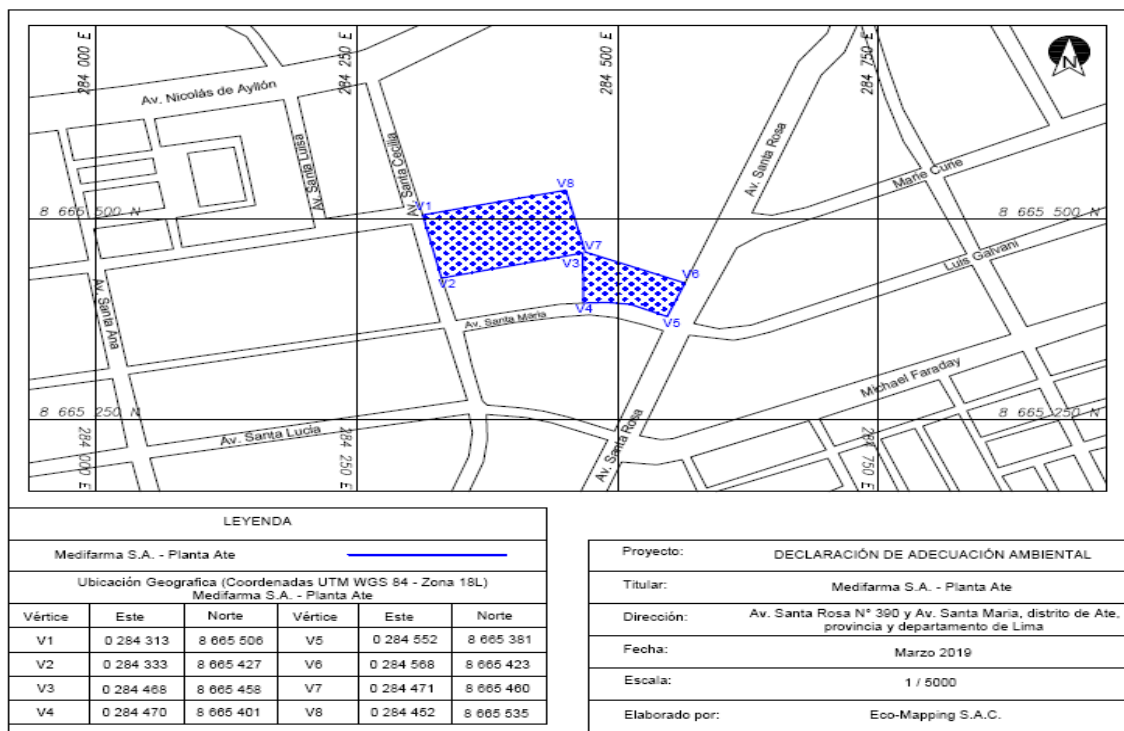 284 000 E
284 250 E
284 500 E
284 750 E
N
Av. Nicolás de Ayllón
Av. Santa Luisa
Av. Santa Cecilia
Av. Santa Rosa
Marie Curie
V8
V1
8 665 500 N
8 665 500 N
V7
V3
Luis Galvani
V2
V6
Av. Santa Ana
V4
V5
Av. Santa Maria
Michael Faraday
8 665 250 N
8 665 250 N
Av. Santa Lucía
Av. Santa Rosa
284 000 E
284 250 E
284 750 E
LEYENDA
Medifarma S.A. - Planta Ate
Ubicación Geografica (Coordenadas UTM WGS 84 - Zona 18L)
Medifarma S.A. - Planta Ate
Vértice Este Norte Vértice Este Norte
V1 0 284 313 8 665 506 V5 0 284 552 8 665 381
V2 0 284 333 8 665 427 V6 0 284 568 8 665 423
V3 0 284 468 8 665 458 V7 0 284 471 8 665 460
V4 0 284 470 8 665 401 V8 0 284 452 8 665 535
Proyecto: DECLARACIÓN DE ADECUACIÓN AMBIENTAL
Titular: Medifarma S.A. - Planta Ate
Dirección: Av. Santa Rosa N° 390 y Av. Santa Maria, distrito de Ate,
provincia y departamento de Lima
Fecha: Marzo 2019
Escala: 1 / 5000
Elaborado por: Eco-Mapping S.A.C.